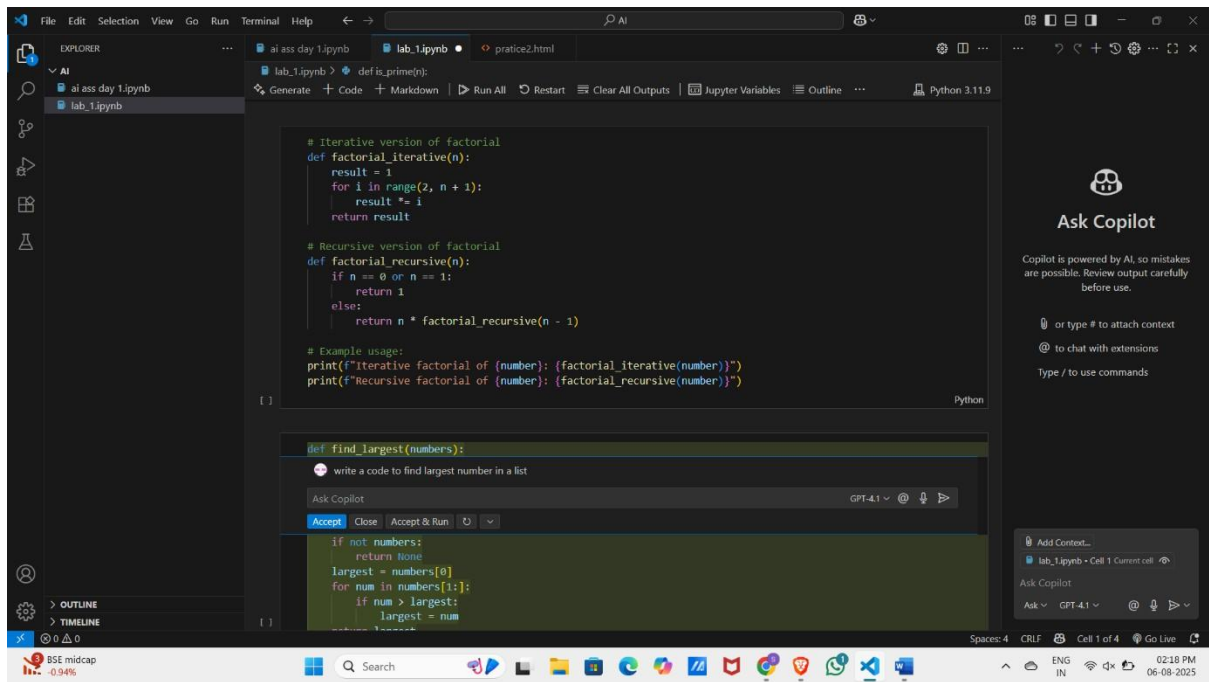 File Edit Selection View Go Run Terminal Help
AI
EXPLORER
AI
ai ass day 1.ipynb
lab_1.ipynb
OUTLINE
TIMELINE
ai ass day 1.ipynb lab_1.ipynb pratice2.html
lab_1.ipynb > def is_prime(n):
Generate + Code + Markdown | Run All Restart Clear All Outputs | Jupyter Variables Outline ... Python 3.11.9
# Iterative version of factorial
def factorial_iterative(n):
    result = 1
    for i in range(2, n + 1):
        result *= i
    return result
# Recursive version of factorial
def factorial_recursive(n):
    if n == 0 or n == 1:
        return 1
    else:
        return n * factorial_recursive(n - 1)
# Example usage:
print(f"Iterative factorial of {number}: {factorial_iterative(number)}")
print(f"Recursive factorial of {number}: {factorial_recursive(number)}")
[ ] Python
def find_largest(numbers):
write a code to find largest number in a list
Ask Copilot GPT-4.1 @
Accept Close Accept & Run
    if not numbers:
        return None
    largest = numbers[0]
    for num in numbers[1:]:
        if num > largest:
            largest = num
    return largest
[ ]
Ask Copilot
Copilot is powered by AI, so mistakes
are possible. Review output carefully
before use.
or type # to attach context
@ to chat with extensions
Type / to use commands
Add Context...
lab_1.ipynb • Cell 1 Current cell
Ask Copilot
Ask GPT-4.1 @
1
0 0 Spaces: 4 CRLF Cell 1 of 4 Go Live
3
BSE midcap
-0.94%
Search
ENG
IN
02:18 PM
06-08-2025